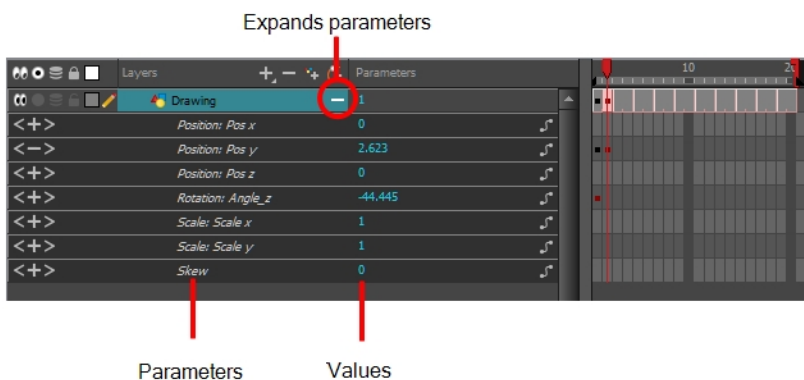 Expands parameters
Layers Parameters
10 2
Drawing 1
<+> Position: Pos x 0
<-> Position: Pos y 2.623
<+> Position: Pos z 0
<+> Rotation: Angle_z -44.445
<+> Scale: Scale x 1
<+> Scale: Scale y 1
<+> Skew 0
Parameters Values